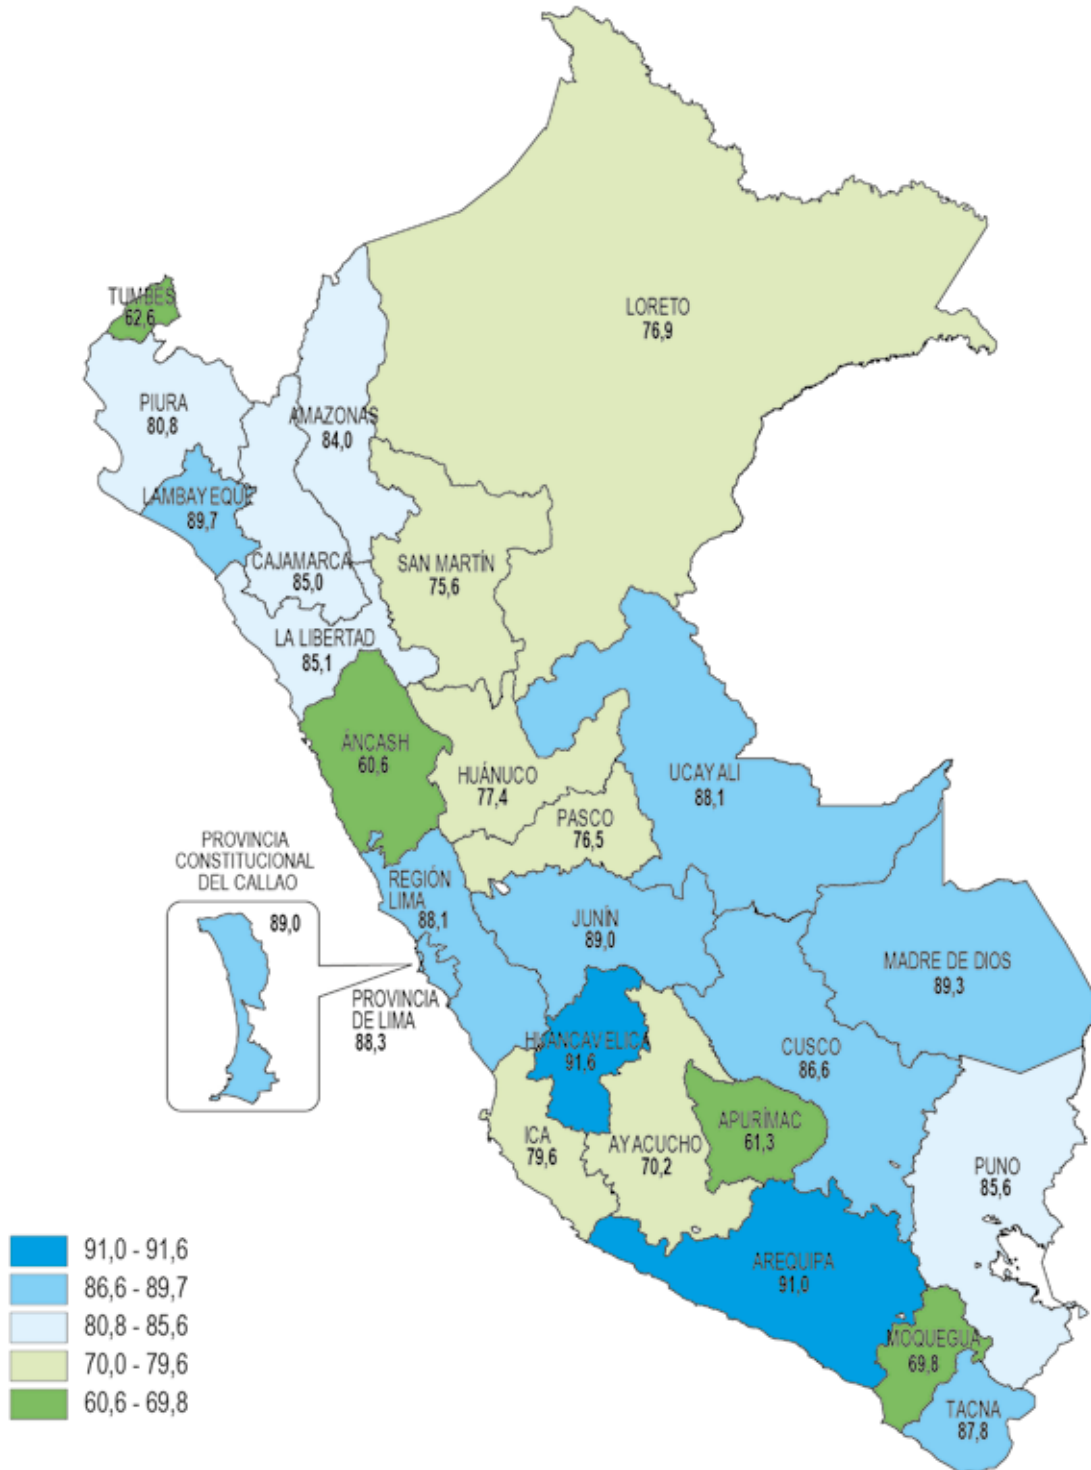 LORETO
76,9
TUMBES
62,6
PIURA
80,8
AMAZONAS
84,0
LAMBAYEQUE
89,7
CAJAMARCA
85,0
SAN MARTÍN
75,6
LA LIBERTAD
85,1
ÁNCASH
60,6
HUÁNUCO
77,4
UCAYALI
88,1
PASCO
76,5
PROVINCIA
CONSTITUCIONAL
DEL CALLAO
89,0
REGIÓN
LIMA
88,1
JUNÍN
89,0
MADRE DE DIOS
89,3
PROVINCIA
DE LIMA
88,3
HUANCAVELICA
91,6
CUSCO
86,6
ICA
79,6
AYACUCHO
70,2
APURÍMAC
61,3
PUNO
85,6
AREQUIPA
91,0
MOQUEGUA
69,8
TACNA
87,8
91,0 - 91,6
86,6 - 89,7
80,8 - 85,6
70,0 - 79,6
60,6 - 69,8